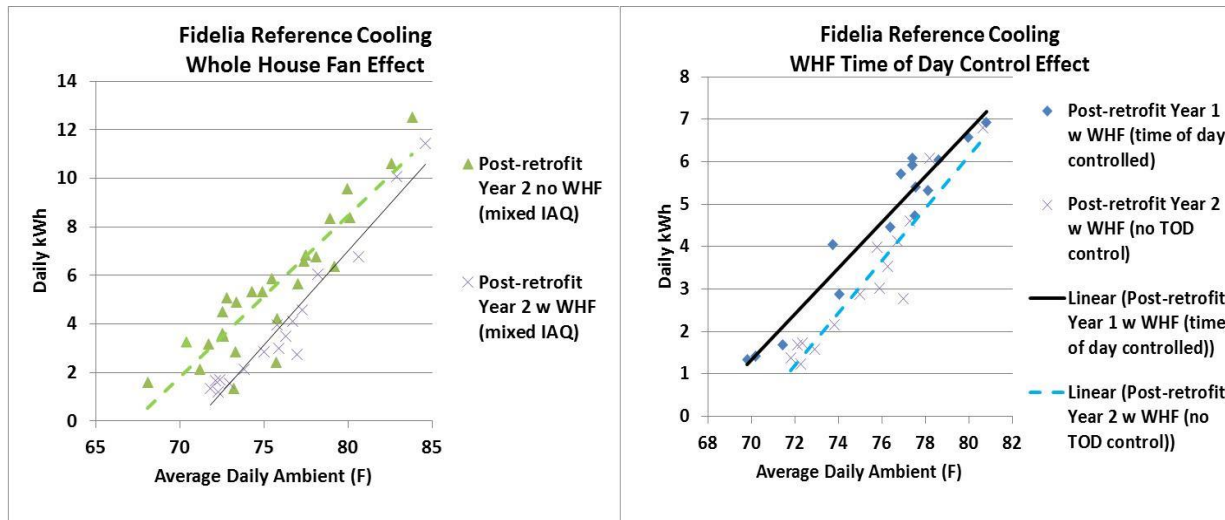 Fidelia Reference Cooling
Whole House Fan Effect
14
12
10
8
6
4
2
0
65
70
75
80
85
Daily kWh
Average Daily Ambient (F)
Post-retrofit
Year 2 no WHF
(mixed IAQ)
Post-retrofit
Year 2 w WHF
(mixed IAQ)
Fidelia Reference Cooling
WHF Time of Day Control Effect
8
7
6
5
4
3
2
1
0
68
70
72
74
76
78
80
82
Daily kWh
Average Daily Ambient (F)
Post-retrofit Year 1
w WHF (time of day
controlled)
Post-retrofit Year 2
w WHF (no TOD
control)
Linear (Post-retrofit
Year 1 w WHF (time
of day controlled))
Linear (Post-retrofit
Year 2 w WHF (no
TOD control))